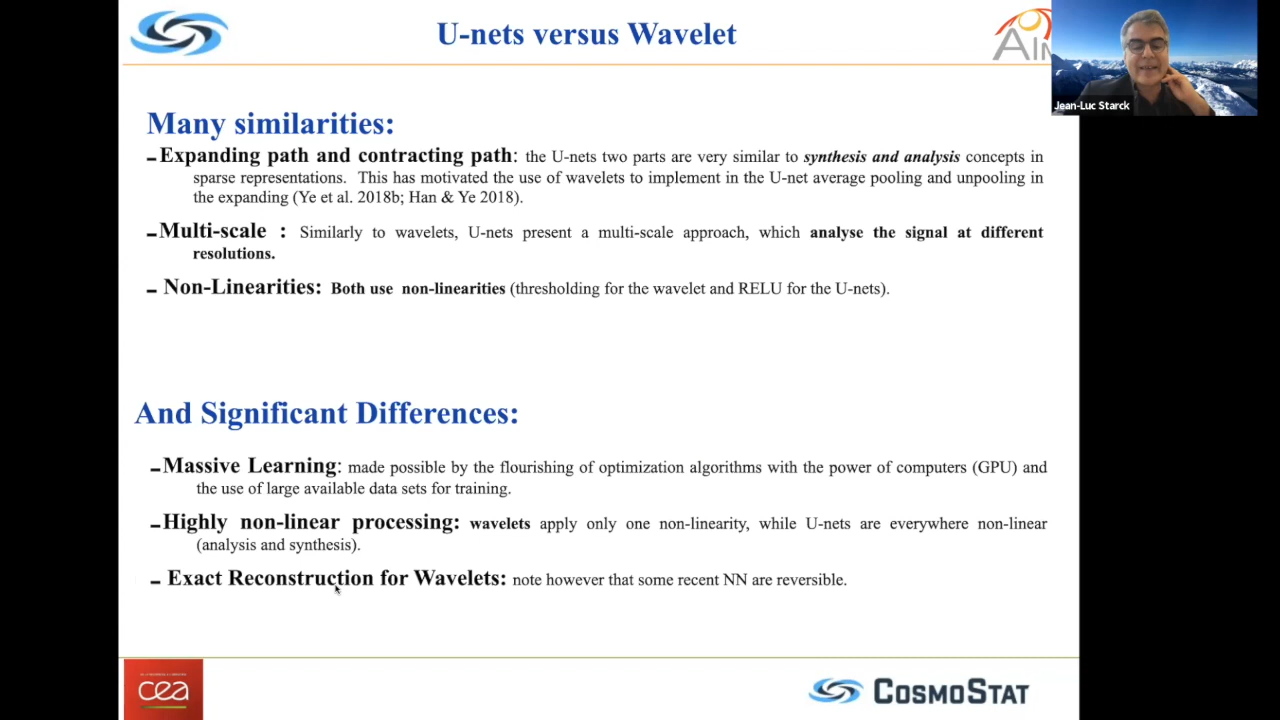 U-nets versus Wavelet
AIM
Jean-Luc Starck
Many similarities:
–Expanding path and contracting path: the U-nets two parts are very similar to synthesis and analysis concepts in
sparse representations. This has motivated the use of wavelets to implement in the U-net average pooling and unpooling in
the expanding (Ye et al. 2018b; Han & Ye 2018).
–Multi-scale : Similarly to wavelets, U-nets present a multi-scale approach, which analyse the signal at different
resolutions.
– Non-Linearities: Both use non-linearities (thresholding for the wavelet and RELU for the U-nets).
And Significant Differences:
–Massive Learning: made possible by the flourishing of optimization algorithms with the power of computers (GPU) and
the use of large available data sets for training.
–Highly non-linear processing: wavelets apply only one non-linearity, while U-nets are everywhere non-linear
(analysis and synthesis).
– Exact Reconstruction for Wavelets: note however that some recent NN are reversible.
cea
COSMOSTAT